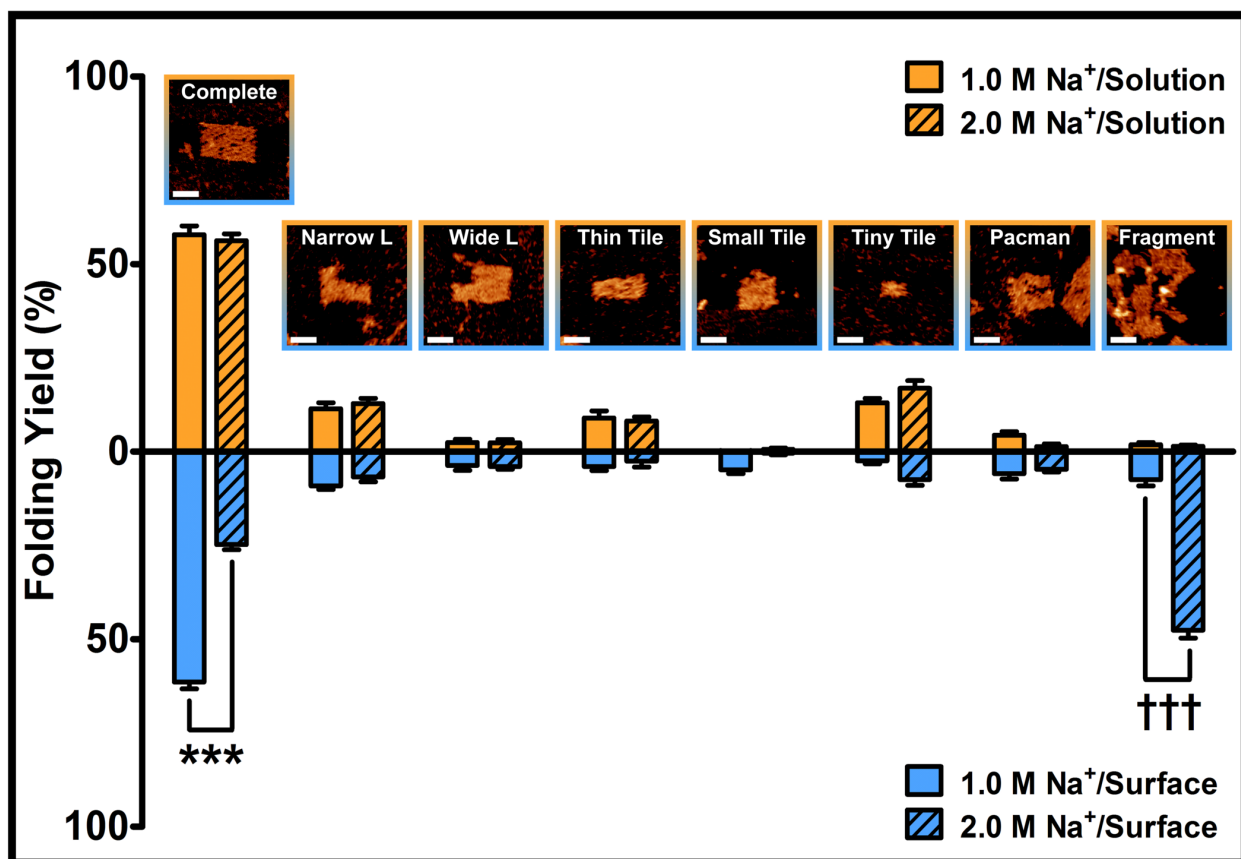 100
Complete
1.0 M Na⁺/Solution
2.0 M Na⁺/Solution
50
Narrow L
Wide L
Thin Tile
Small Tile
Tiny Tile
Pacman
Fragment
Folding Yield (%)
0
50
***
†††
1.0 M Na⁺/Surface
2.0 M Na⁺/Surface
100